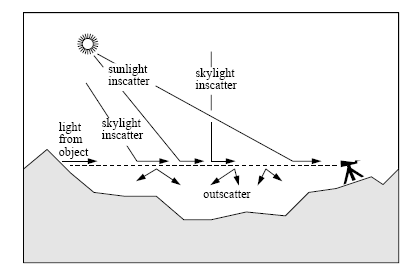 sunlight
inscatter
skylight
inscatter
skylight
inscatter
light
from
object
outscatter